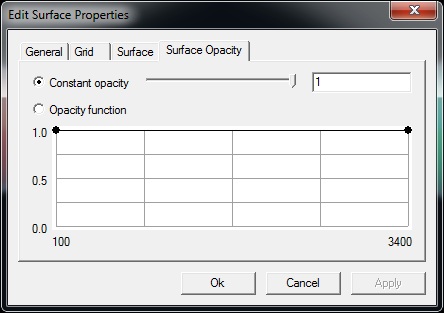 Edit Surface Properties
General Grid Surface Surface Opacity
Constant opacity 1
Opacity function
1.0
0.5
0.0
100 3400
Ok Cancel Apply